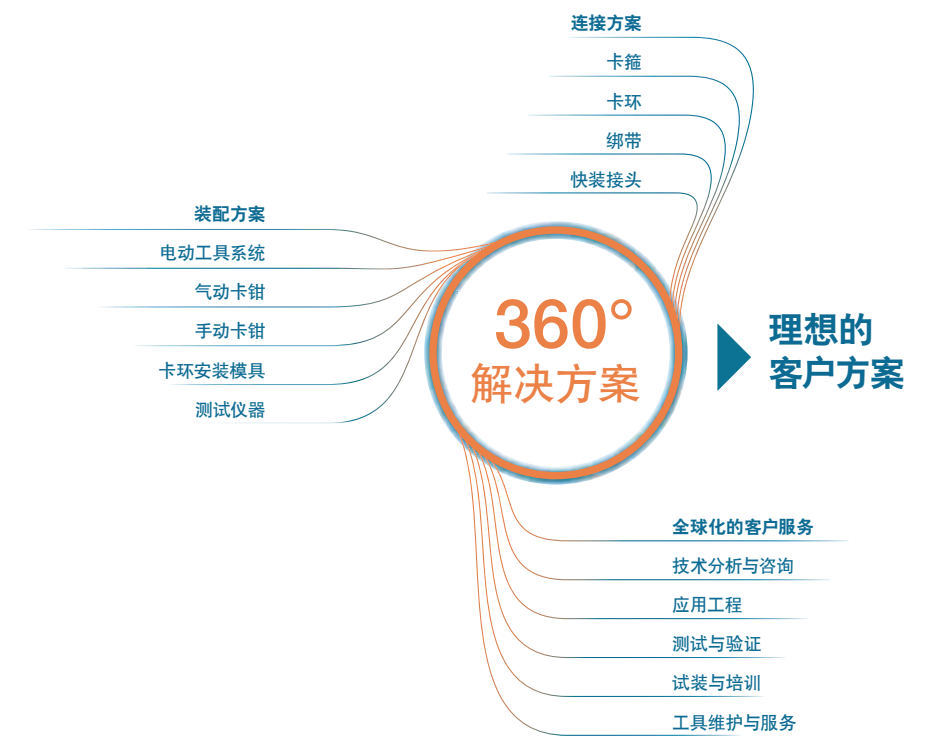 连接方案
卡箍
卡环
绑带
快装接头
装配方案
电动工具系统
气动卡钳
手动卡钳
卡环安装模具
测试仪器
360°
解决方案
理想的
客户方案
全球化的客户服务
技术分析与咨询
应用工程
测试与验证
试装与培训
工具维护与服务